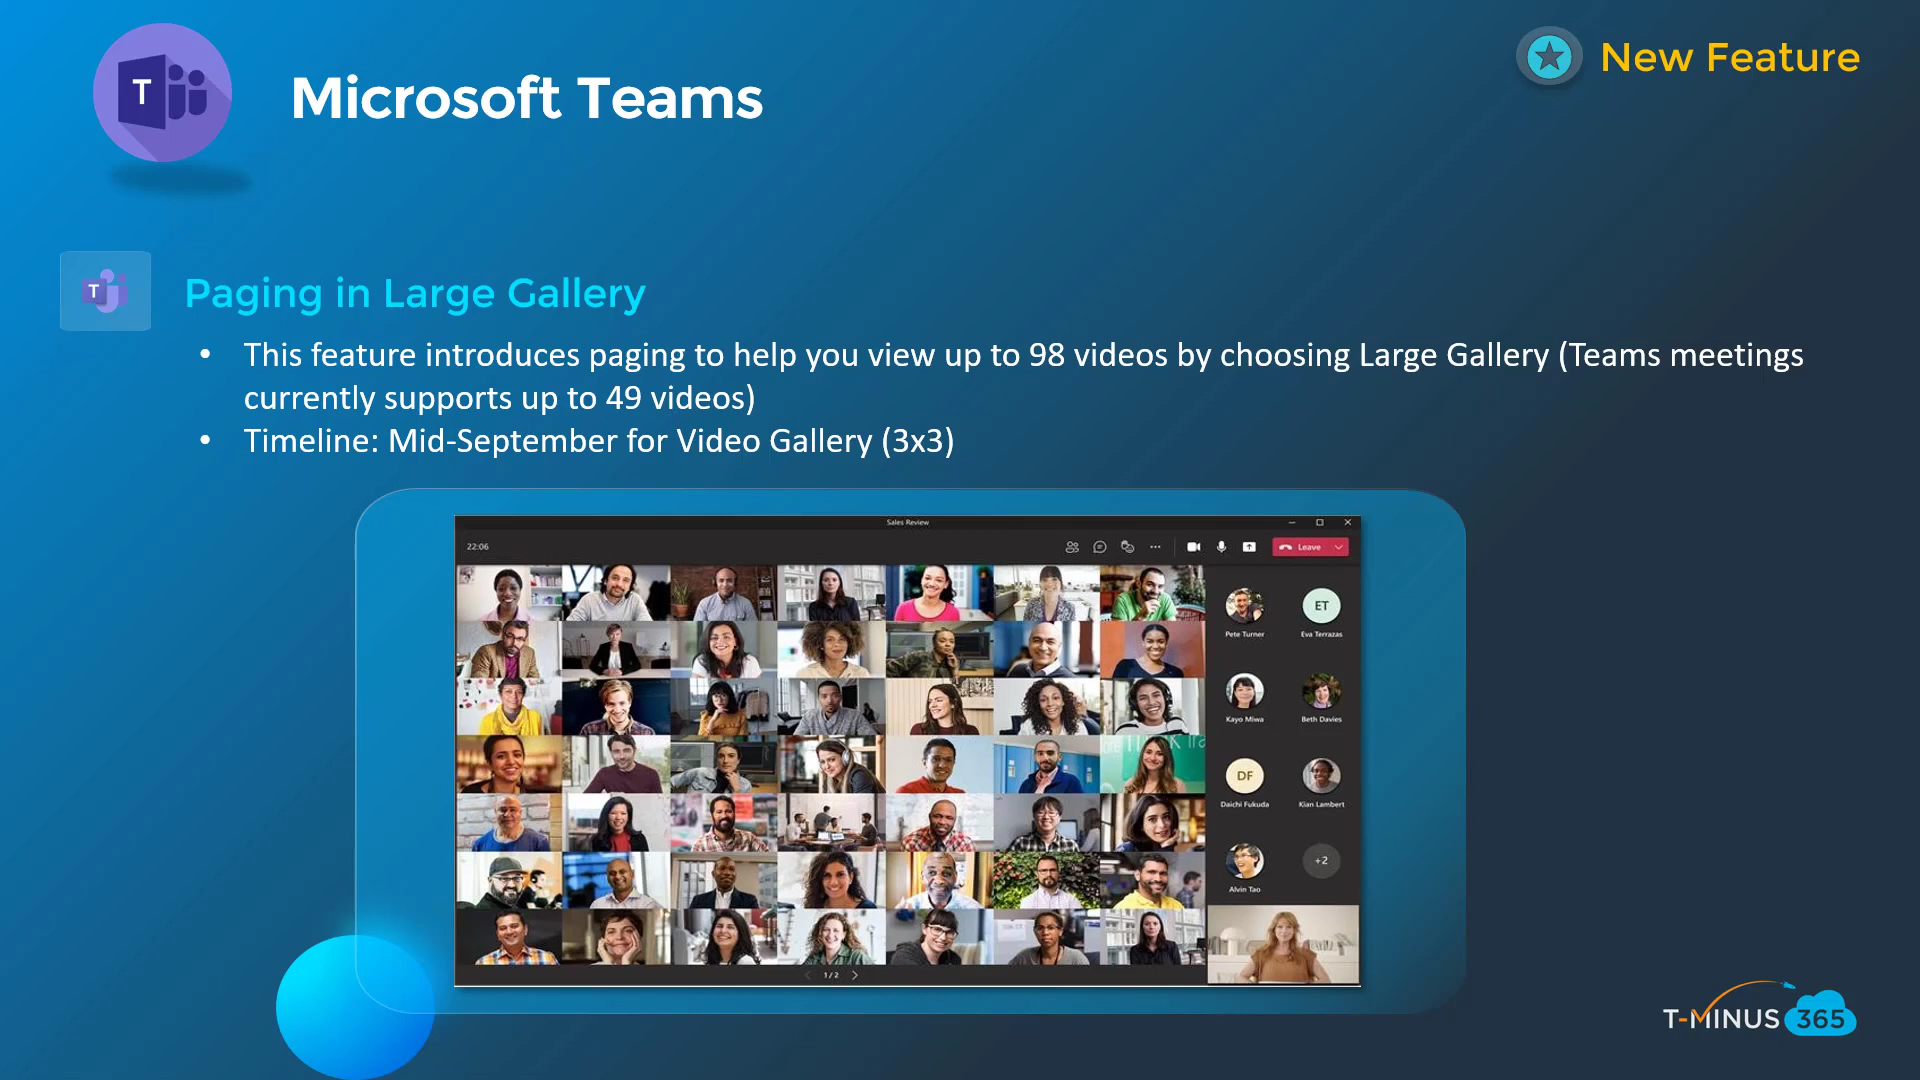 T
Microsoft Teams
New Feature
T
Paging in Large Gallery
• This feature introduces paging to help you view up to 98 videos by choosing Large Gallery (Teams meetings
currently supports up to 49 videos)
• Timeline: Mid-September for Video Gallery (3x3)
Sales Review
22:06
Leave
ET
Pete Turner
Eva Terrazas
Kayo Miwa
Beth Davies
DF
Daichi Fukuda
Kian Lambert
+2
Alvin Tao
1/2
T-MINUS 365